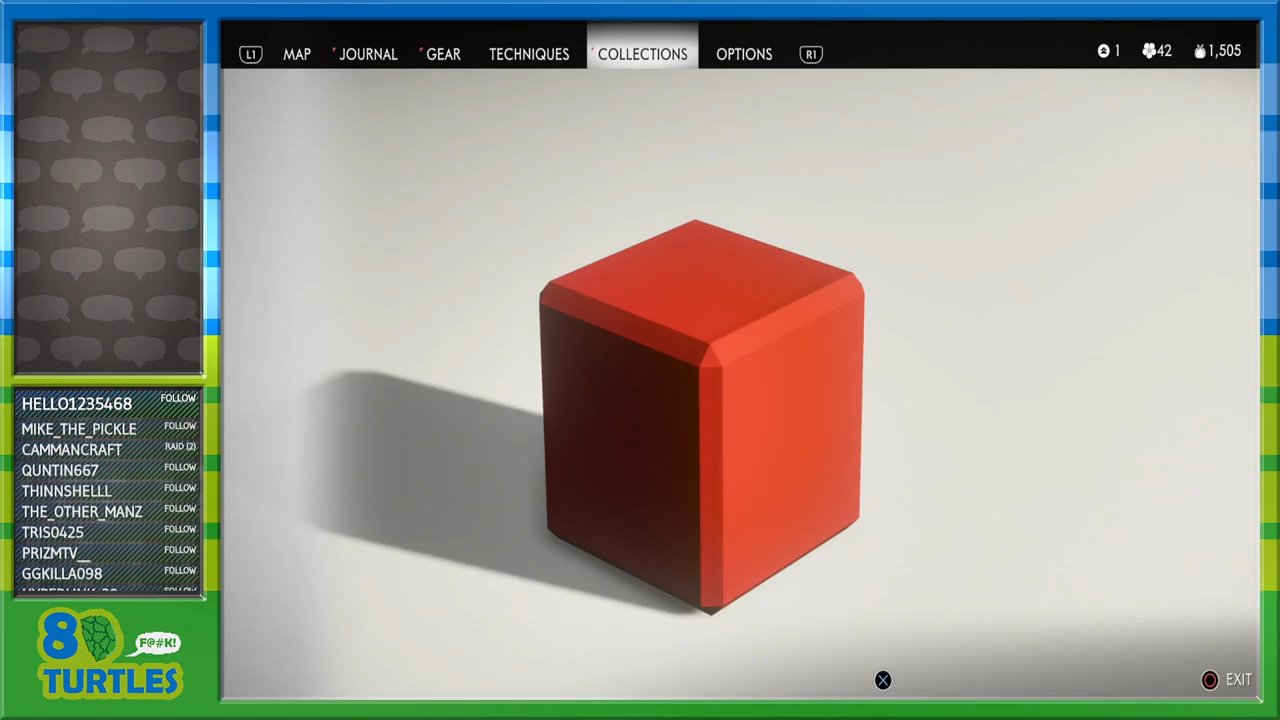 L1 MAP JOURNAL GEAR TECHNIQUES COLLECTIONS OPTIONS R1 1 42 1,505
HELLO1235468 FOLLOW
MIKE_THE_PICKLE FOLLOW
CAMMANCRAFT RAID (2)
QUNTIN667 FOLLOW
THINNSHELLL FOLLOW
THE_OTHER_MANZ FOLLOW
TRIS0425 FOLLOW
PRIZMTV__ FOLLOW
GGKILLA098 FOLLOW
80
F@#K!
TURTLES
EXIT